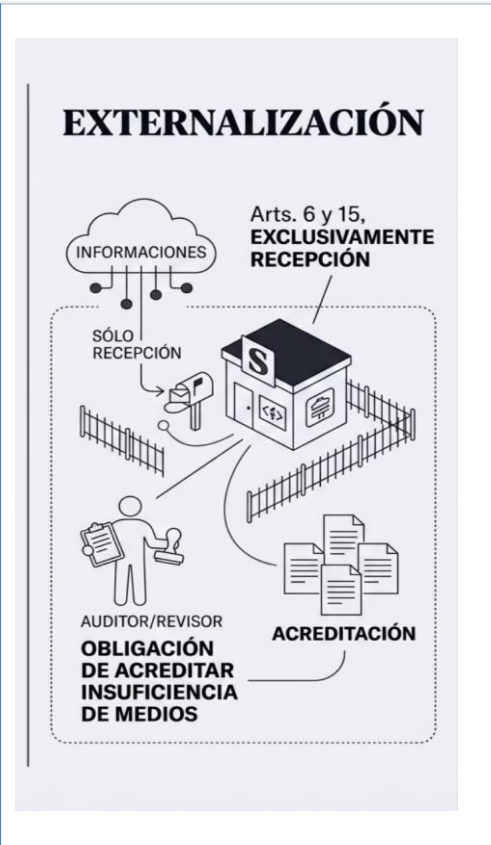 EXTERNALIZACIÓN
INFORMACIONES
Arts. 6 y 15,
EXCLUSIVAMENTE
RECEPCIÓN
SÓLO
RECEPCIÓN
S
<$>
AUDITOR/REVISOR
OBLIGACIÓN
DE ACREDITAR
INSUFICIENCIA
DE MEDIOS
ACREDITACIÓN